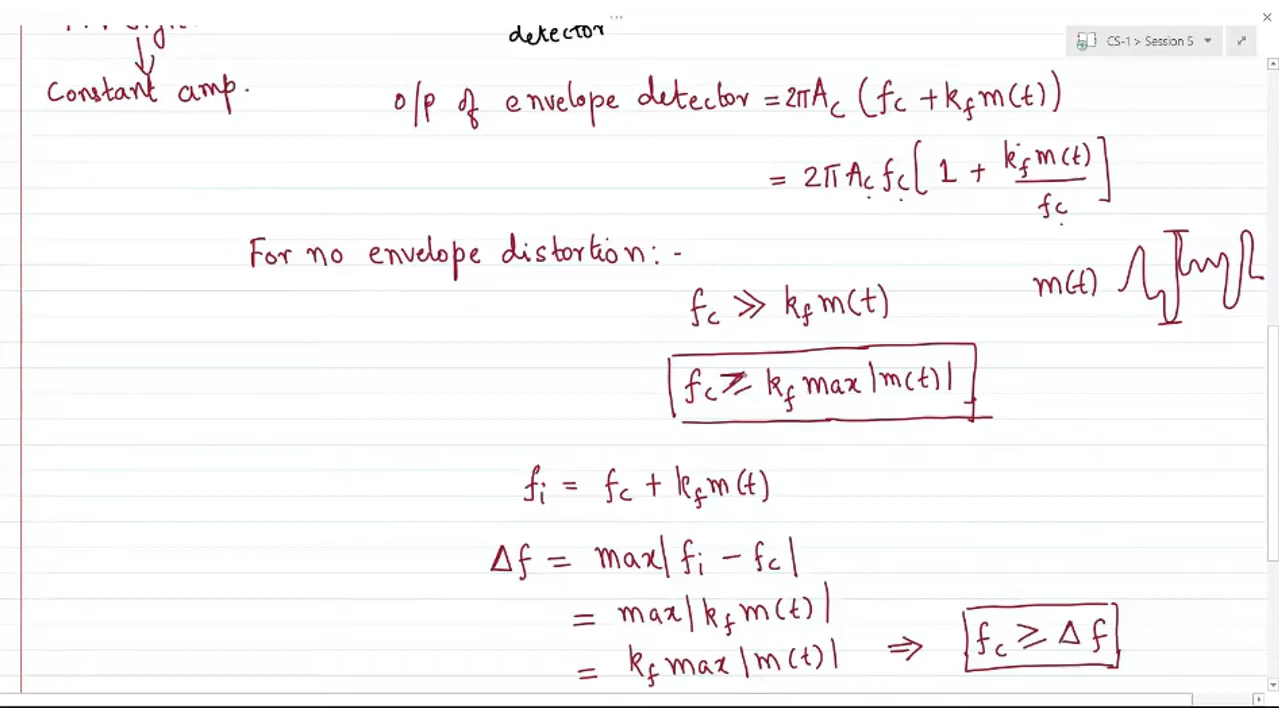 detector
CS-1 > Session 5
Constant amp.
o/p of envelope detector = 2πA_c (f_c + k_f m(t))
= 2πA_c f_c [ 1 + k_f m(t) / f_c ]
For no envelope distortion: -
m(t)
f_c >> k_f m(t)
f_c ≥ k_f max |m(t)|
f_i = f_c + k_f m(t)
Δf = max | f_i - f_c |
= max | k_f m(t) |
= k_f max |m(t)| ⇒ f_c ≥ Δf